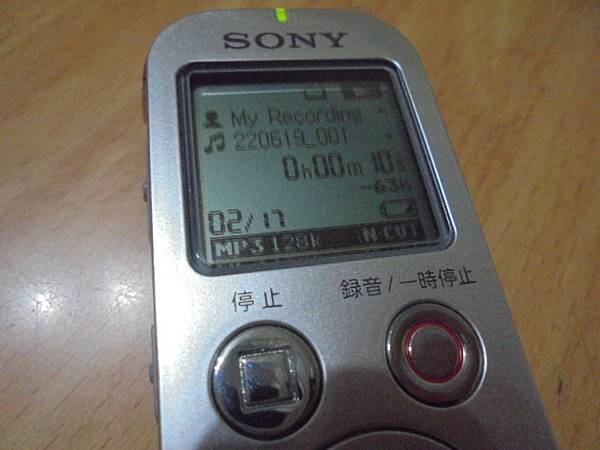 SONY
My Recording
220619_001
0h00m10s
~63h
02/17
MP3 128k N-CUT
停止
録音/一時停止